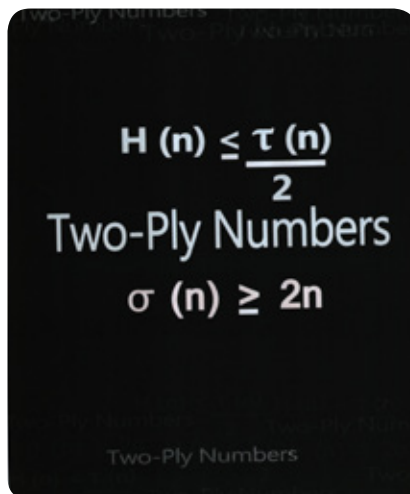 Two-Ply Numbers
H (n) ≤ τ (n)
2
Two-Ply Numbers
σ (n) ≥ 2n
Two-Ply Numbers